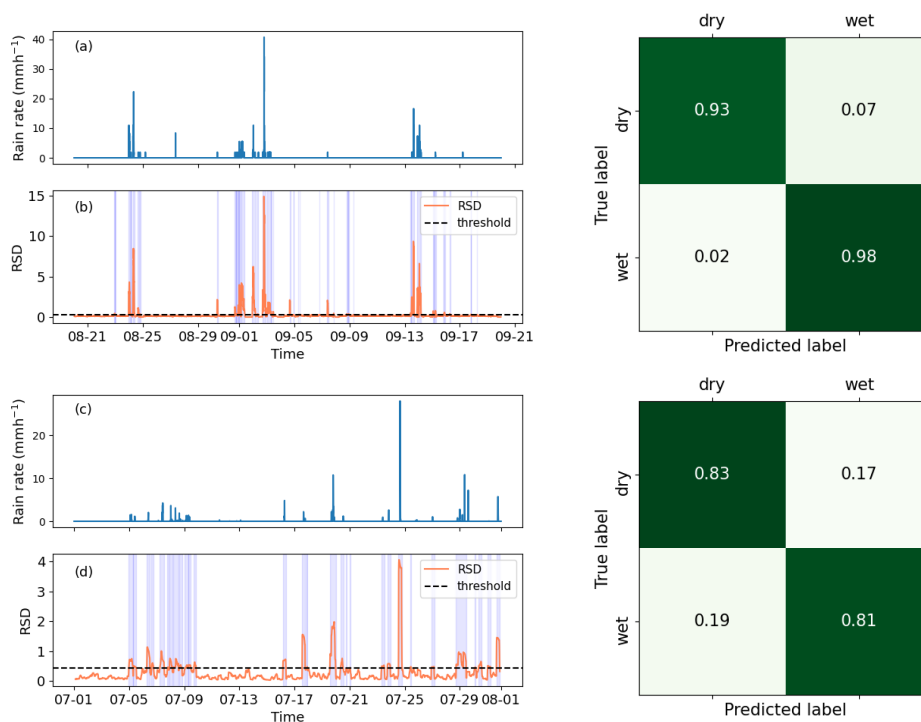 (a)
Rain rate (mmh⁻¹)
40
30
20
10
0
08-21 08-25 08-29 09-01 09-05 09-09 09-13 09-17 09-21
(b)
RSD
threshold
RSD
15
10
5
0
Time
dry wet
True label
dry
wet
0.93 0.07
0.02 0.98
Predicted label
(c)
Rain rate (mmh⁻¹)
20
10
0
(d)
RSD
threshold
RSD
4
3
2
1
0
07-01 07-05 07-09 07-13 07-17 07-21 07-25 07-29 08-01
Time
dry wet
True label
dry
wet
0.83 0.17
0.19 0.81
Predicted label